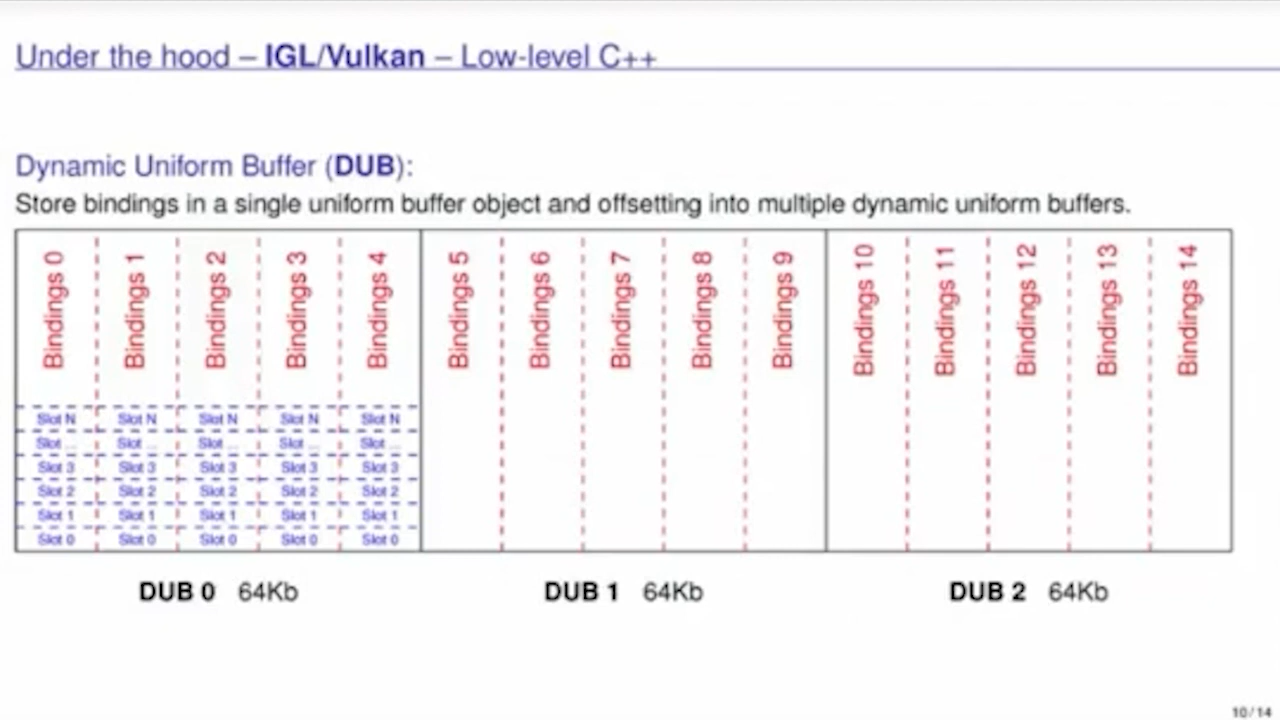 Under the hood – IGL/Vulkan – Low-level C++
Dynamic Uniform Buffer (DUB):
Store bindings in a single uniform buffer object and offsetting into multiple dynamic uniform buffers.
Bindings 0
Bindings 1
Bindings 2
Bindings 3
Bindings 4
Bindings 5
Bindings 6
Bindings 7
Bindings 8
Bindings 9
Bindings 10
Bindings 11
Bindings 12
Bindings 13
Bindings 14
Slot N Slot N Slot N Slot N Slot N
Slot ... Slot ... Slot ... Slot ... Slot ...
Slot 3 Slot 3 Slot 3 Slot 3 Slot 3
Slot 2 Slot 2 Slot 2 Slot 2 Slot 2
Slot 1 Slot 1 Slot 1 Slot 1 Slot 1
Slot 0 Slot 0 Slot 0 Slot 0 Slot 0
DUB 0 64Kb
DUB 1 64Kb
DUB 2 64Kb
10/14